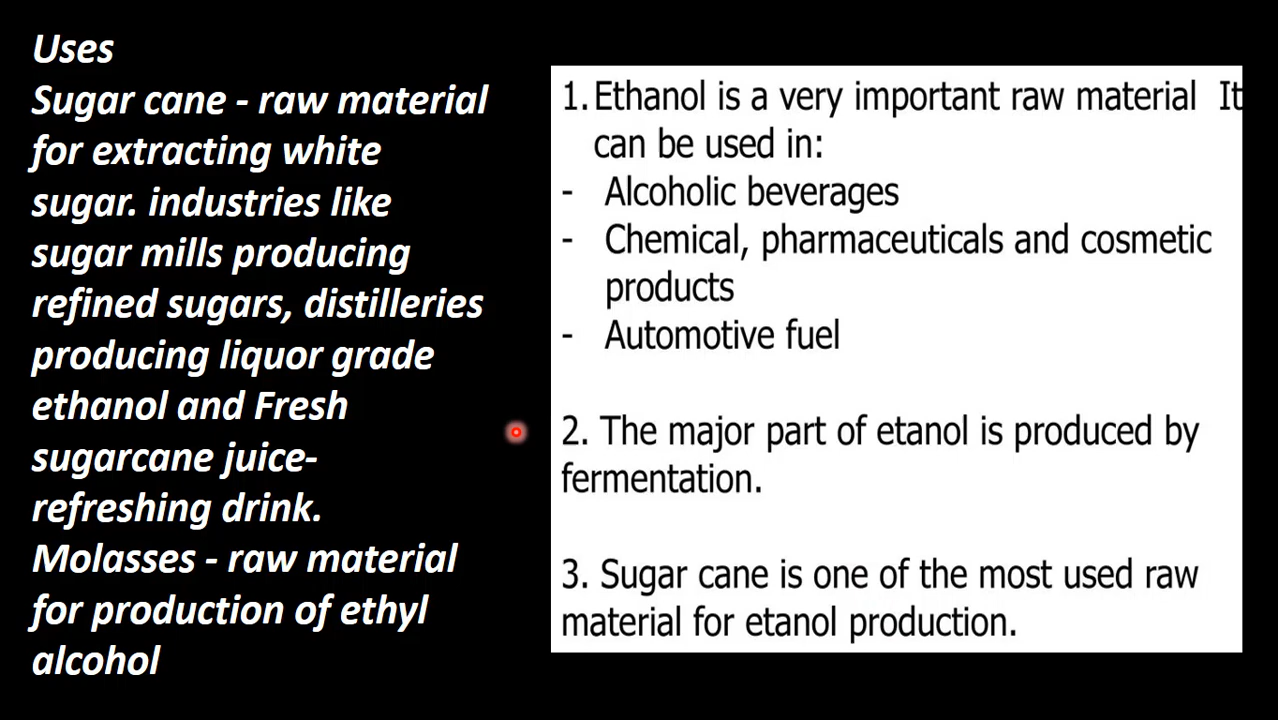 Uses
Sugar cane - raw material
for extracting white
sugar. industries like
sugar mills producing
refined sugars, distilleries
producing liquor grade
ethanol and Fresh
sugarcane juice-
refreshing drink.
Molasses - raw material
for production of ethyl
alcohol
1. Ethanol is a very important raw material It
can be used in:
- Alcoholic beverages
- Chemical, pharmaceuticals and cosmetic
products
- Automotive fuel
2. The major part of etanol is produced by
fermentation.
3. Sugar cane is one of the most used raw
material for etanol production.